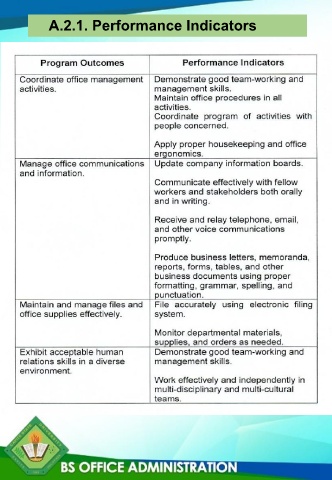 A.2.1. Performance Indicators
Program Outcomes
Performance Indicators
Coordinate office management
activities.
Demonstrate good team-working and
management skills.
Maintain office procedures in all
activities.
Coordinate program of activities with
people concerned.
Apply proper housekeeping and office
ergonomics.
Manage office communications
and information.
Update company information boards.
Communicate effectively with fellow
workers and stakeholders both orally
and in writing.
Receive and relay telephone, email,
and other voice communications
promptly.
Produce business letters, memoranda,
reports, forms, tables, and other
business documents using proper
formatting, grammar, spelling, and
punctuation.
Maintain and manage files and
office supplies effectively.
File accurately using electronic filing
system.
Monitor departmental materials,
supplies, and orders as needed.
Exhibit acceptable human
relations skills in a diverse
environment.
Demonstrate good team-working and
management skills.
Work effectively and independently in
multi-disciplinary and multi-cultural
teams.
BS OFFICE ADMINISTRATION